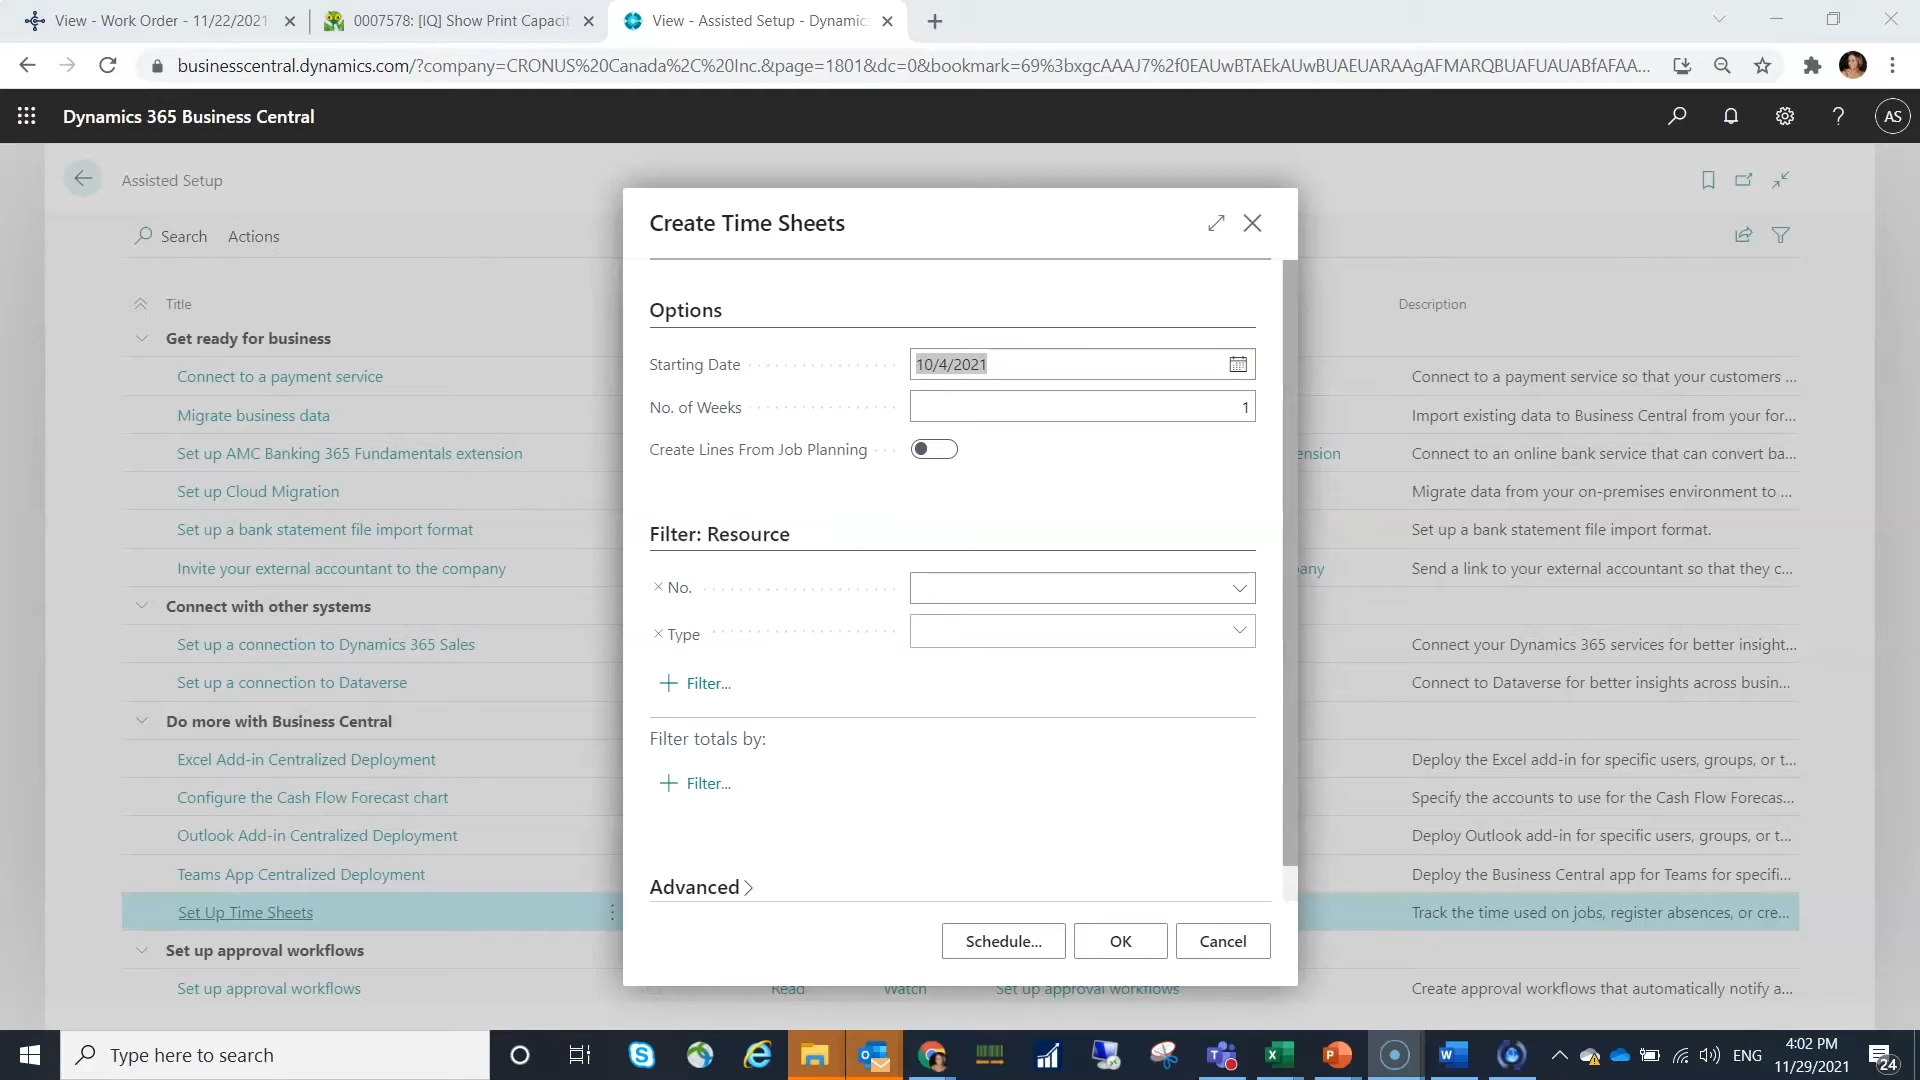 View - Work Order - 11/22/2021
0007578: [IQ] Show Print Capacit
View - Assisted Setup - Dynamics
businesscentral.dynamics.com/?company=CRONUS%20Canada%2C%20Inc.&page=1801&dc=0&bookmark=69%3bxgcAAAJ7%2f0EAUwBTAEkAUwBUAEUARAAgAFMARQBUAFUAUABfAFAA...
Dynamics 365 Business Central
AS
Assisted Setup
Search Actions
Title
Description
Get ready for business
Connect to a payment service
Connect to a payment service so that your customers ...
Migrate business data
Import existing data to Business Central from your for...
Set up AMC Banking 365 Fundamentals extension
ension
Connect to an online bank service that can convert ba...
Set up Cloud Migration
Migrate data from your on-premises environment to ...
Set up a bank statement file import format
Set up a bank statement file import format.
Invite your external accountant to the company
any
Send a link to your external accountant so that they c...
Connect with other systems
Set up a connection to Dynamics 365 Sales
Connect your Dynamics 365 services for better insight...
Set up a connection to Dataverse
Connect to Dataverse for better insights across busin...
Do more with Business Central
Excel Add-in Centralized Deployment
Deploy the Excel add-in for specific users, groups, or t...
Configure the Cash Flow Forecast chart
Specify the accounts to use for the Cash Flow Forecas...
Outlook Add-in Centralized Deployment
Deploy Outlook add-in for specific users, groups, or t...
Teams App Centralized Deployment
Deploy the Business Central app for Teams for specifi...
Set Up Time Sheets
Track the time used on jobs, register absences, or cre...
Set up approval workflows
Set up approval workflows
Read
Watch
Set up approval workflows
Create approval workflows that automatically notify a...
Create Time Sheets
Options
Starting Date
10/4/2021
No. of Weeks
1
Create Lines From Job Planning
Filter: Resource
No.
Type
Filter...
Filter totals by:
Filter...
Advanced
Schedule...
OK
Cancel
Type here to search
ENG
4:02 PM
11/29/2021
24